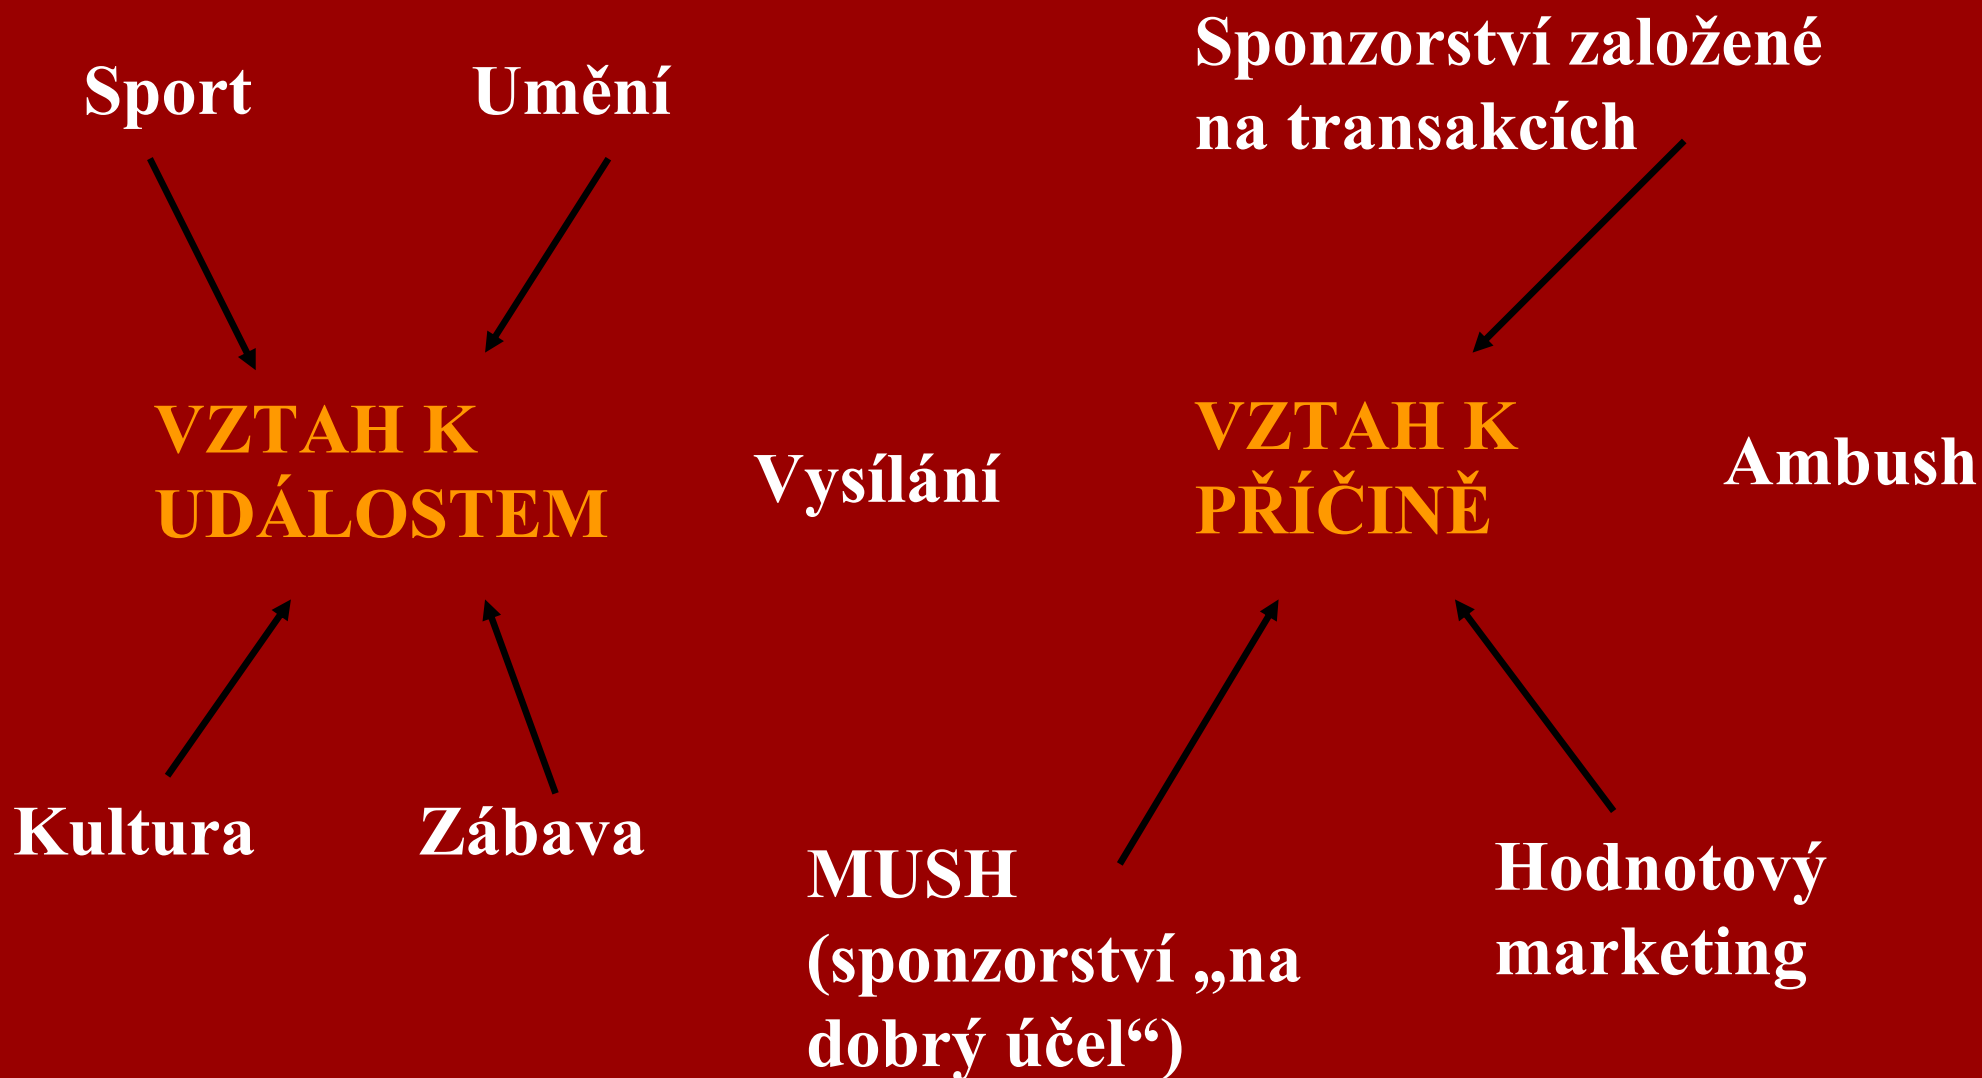 Sport
Umění
Sponzorství založené
na transakcích
VZTAH K
UDÁLOSTEM
Vysílání
VZTAH K
PŘÍČINĚ
Ambush
Kultura
Zábava
MUSH
(sponzorství „na
dobrý účel“)
Hodnotový
marketing